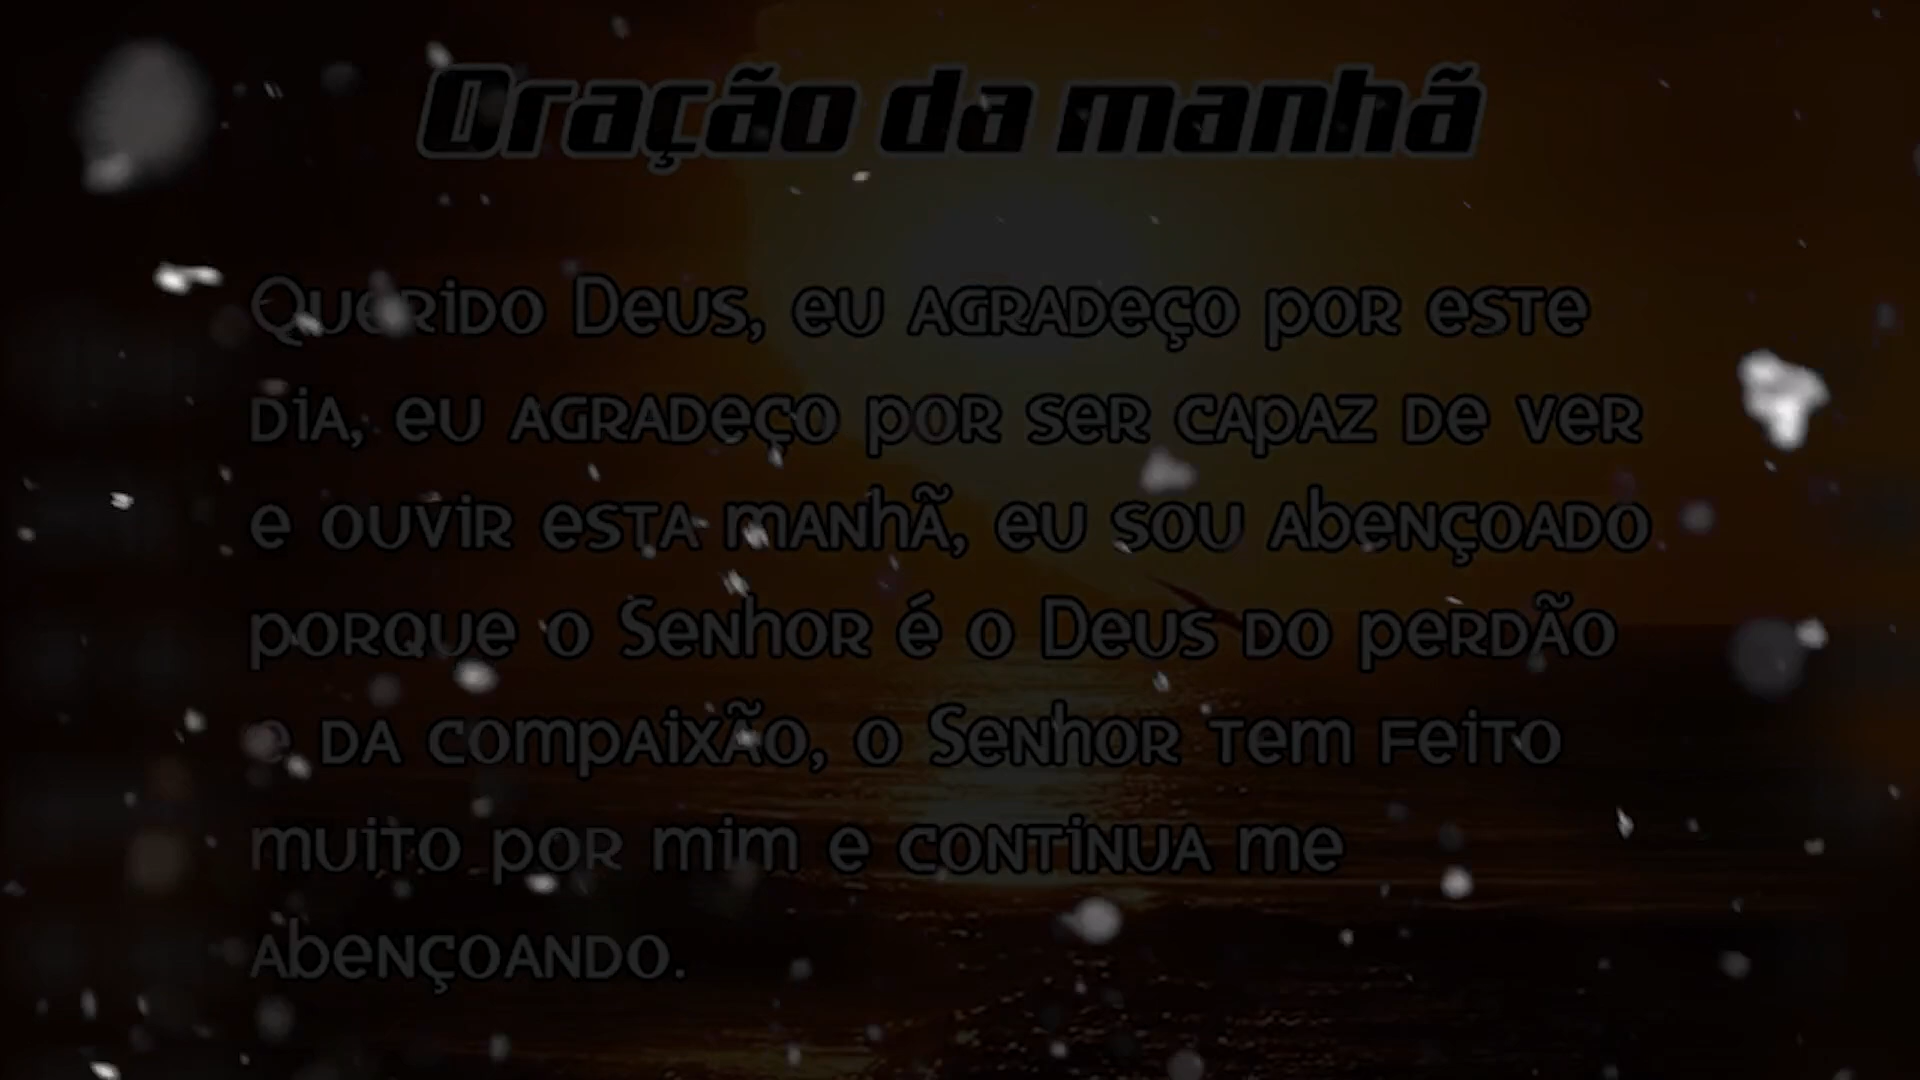 Oração da manhã
Querido Deus, eu agradeço por este
dia, eu agradeço por ser capaz de ver
e ouvir esta manhã, eu sou abençoado
porque o Senhor é o Deus do perdão
e da compaixão, o Senhor tem feito
muito por mim e continua me
abençoando.